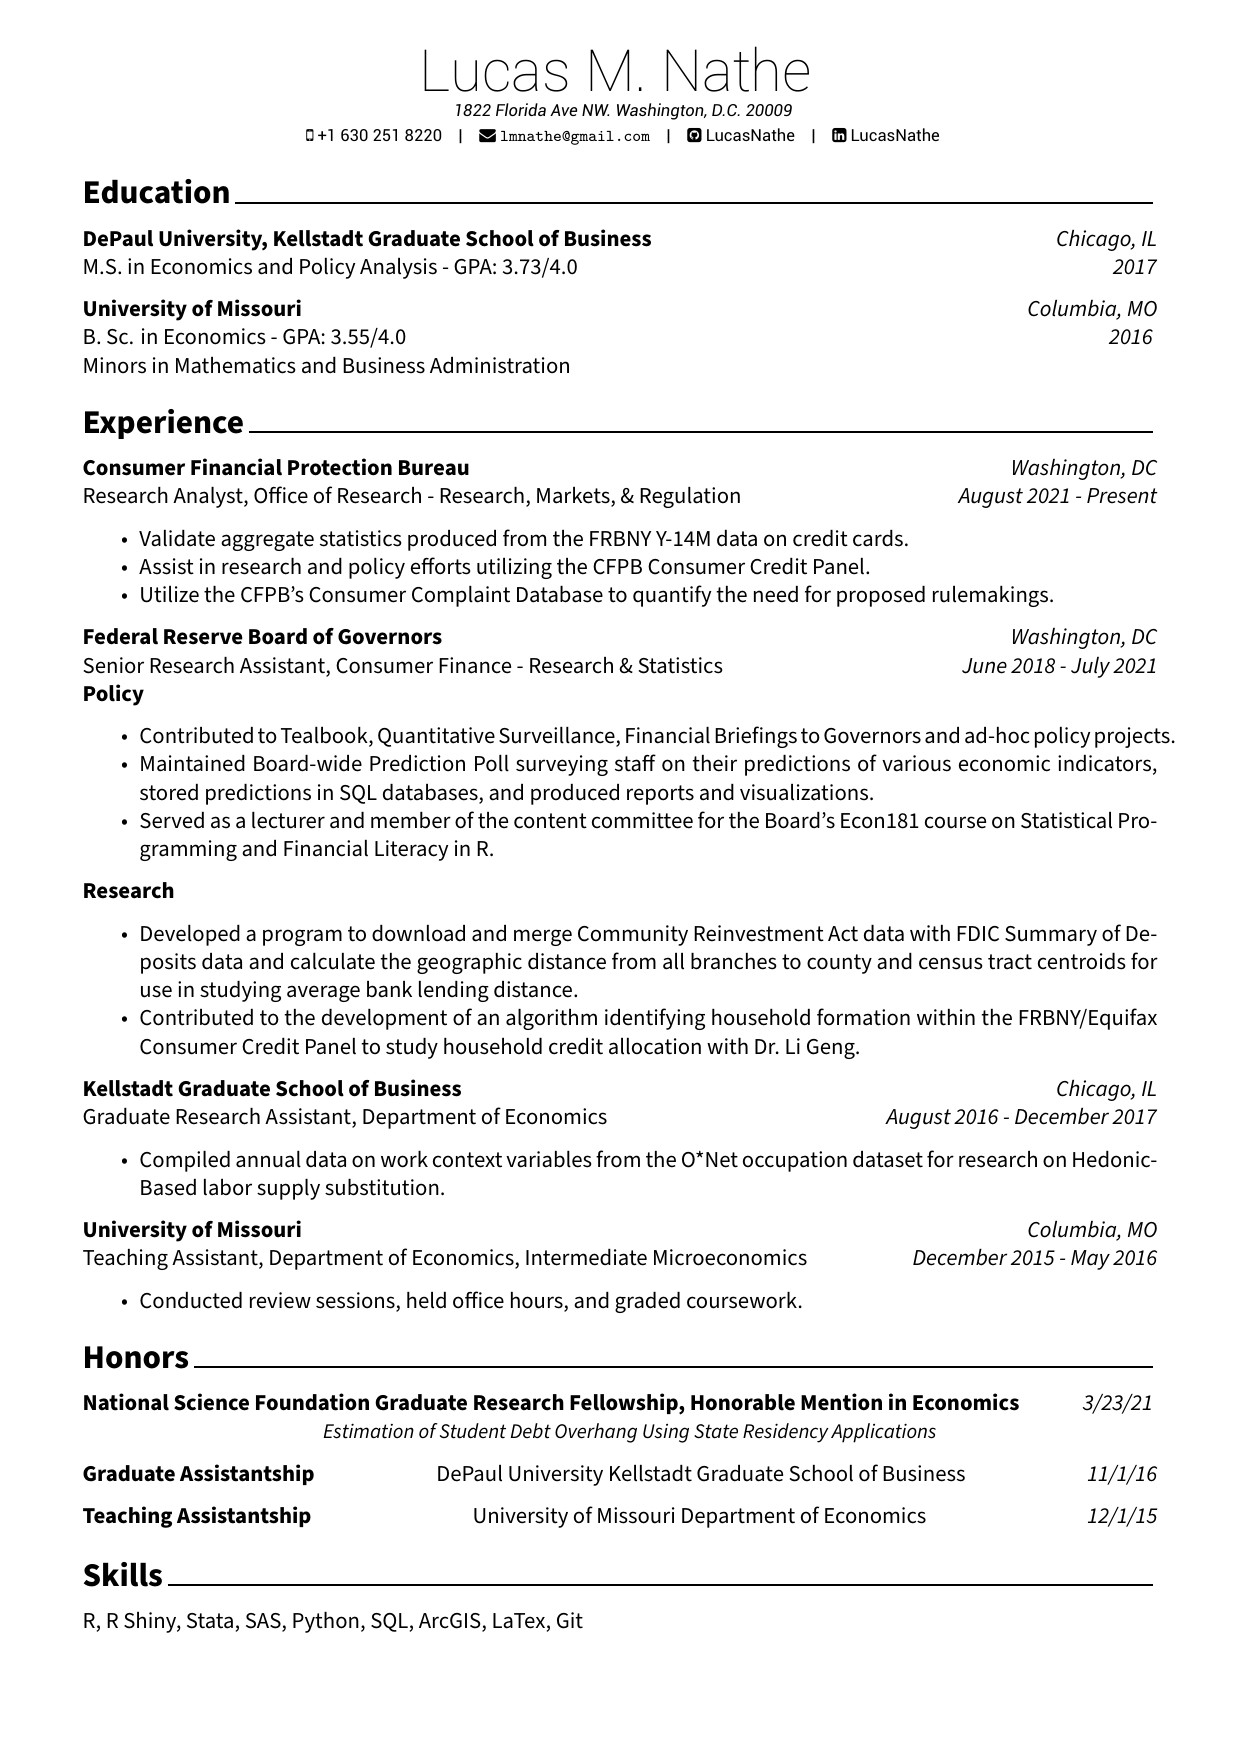 Lucas M. Nathe
1822 Florida Ave NW. Washington, D.C. 20009
+1 630 251 8220 | lmnathe@gmail.com | LucasNathe | LucasNathe
Education
DePaul University, Kellstadt Graduate School of Business Chicago, IL
M.S. in Economics and Policy Analysis - GPA: 3.73/4.0 2017
University of Missouri Columbia, MO
B. Sc. in Economics - GPA: 3.55/4.0 2016
Minors in Mathematics and Business Administration
Experience
Consumer Financial Protection Bureau Washington, DC
Research Analyst, Office of Research - Research, Markets, & Regulation August 2021 - Present
• Validate aggregate statistics produced from the FRBNY Y-14M data on credit cards.
• Assist in research and policy efforts utilizing the CFPB Consumer Credit Panel.
• Utilize the CFPB’s Consumer Complaint Database to quantify the need for proposed rulemakings.
Federal Reserve Board of Governors Washington, DC
Senior Research Assistant, Consumer Finance - Research & Statistics June 2018 - July 2021
Policy
• Contributed to Tealbook, Quantitative Surveillance, Financial Briefings to Governors and ad-hoc policy projects.
• Maintained Board-wide Prediction Poll surveying staff on their predictions of various economic indicators,
stored predictions in SQL databases, and produced reports and visualizations.
• Served as a lecturer and member of the content committee for the Board’s Econ181 course on Statistical Pro-
gramming and Financial Literacy in R.
Research
• Developed a program to download and merge Community Reinvestment Act data with FDIC Summary of De-
posits data and calculate the geographic distance from all branches to county and census tract centroids for
use in studying average bank lending distance.
• Contributed to the development of an algorithm identifying household formation within the FRBNY/Equifax
Consumer Credit Panel to study household credit allocation with Dr. Li Geng.
Kellstadt Graduate School of Business Chicago, IL
Graduate Research Assistant, Department of Economics August 2016 - December 2017
• Compiled annual data on work context variables from the O*Net occupation dataset for research on Hedonic-
Based labor supply substitution.
University of Missouri Columbia, MO
Teaching Assistant, Department of Economics, Intermediate Microeconomics December 2015 - May 2016
• Conducted review sessions, held office hours, and graded coursework.
Honors
National Science Foundation Graduate Research Fellowship, Honorable Mention in Economics 3/23/21
Estimation of Student Debt Overhang Using State Residency Applications
Graduate Assistantship DePaul University Kellstadt Graduate School of Business 11/1/16
Teaching Assistantship University of Missouri Department of Economics 12/1/15
Skills
R, R Shiny, Stata, SAS, Python, SQL, ArcGIS, LaTex, Git